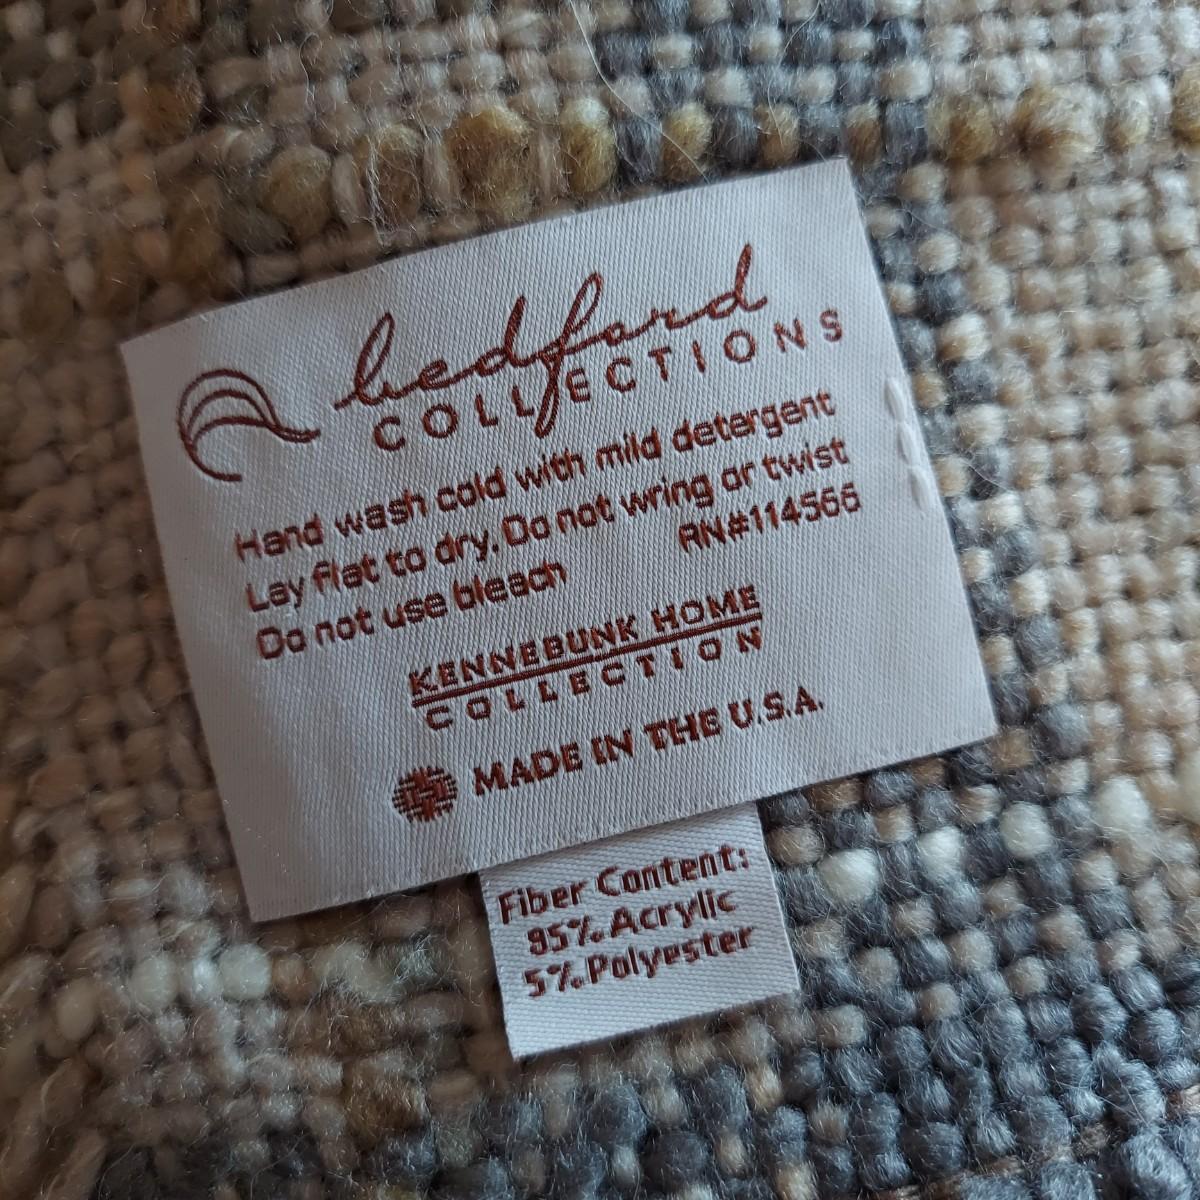 bedford
COLLECTIONS
Hand wash cold with mild detergent
Lay flat to dry. Do not wring or twist
Do not use bleach RN#114566
KENNEBUNK HOME
COLLECTION
MADE IN THE U.S.A.
Fiber Content:
95% Acrylic
5% Polyester